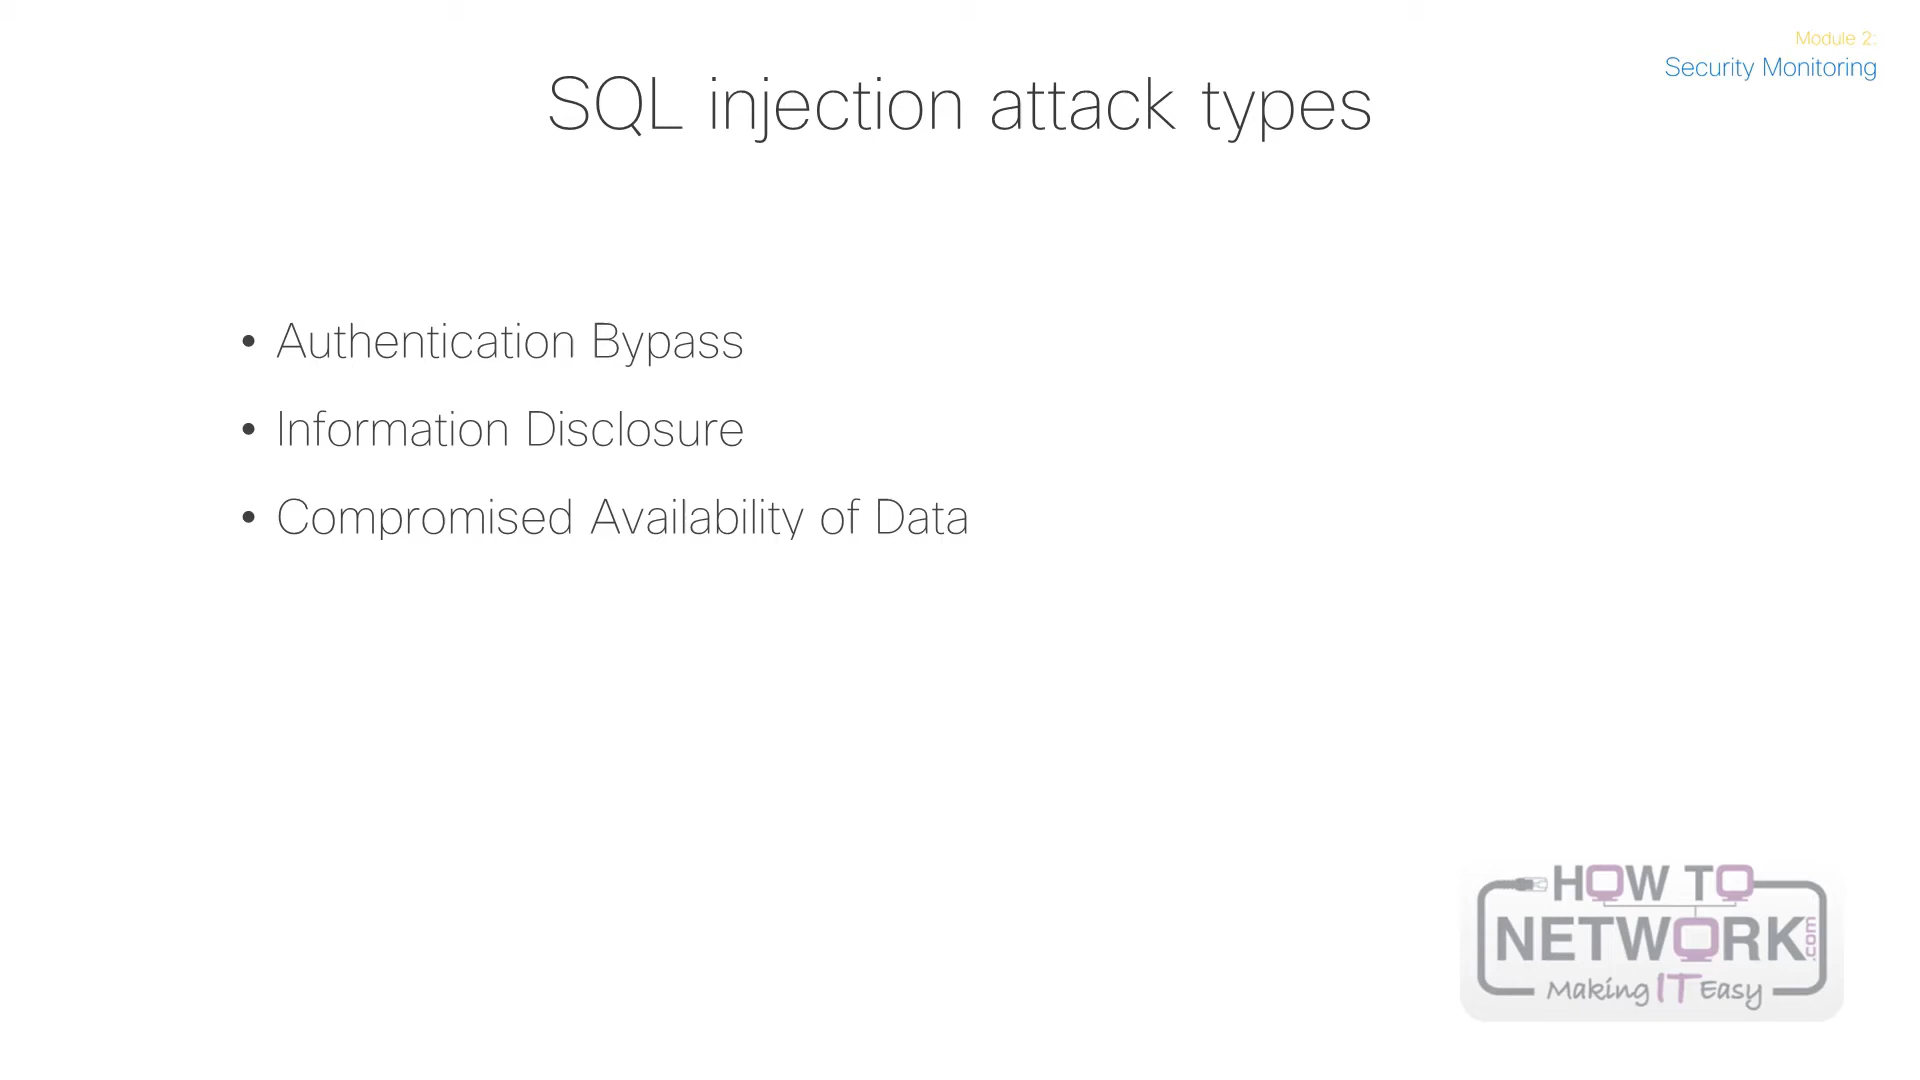 Module 2:
Security Monitoring
SQL injection attack types
• Authentication Bypass
• Information Disclosure
• Compromised Availability of Data
HOW TO
NETWORK.com
Making IT Easy